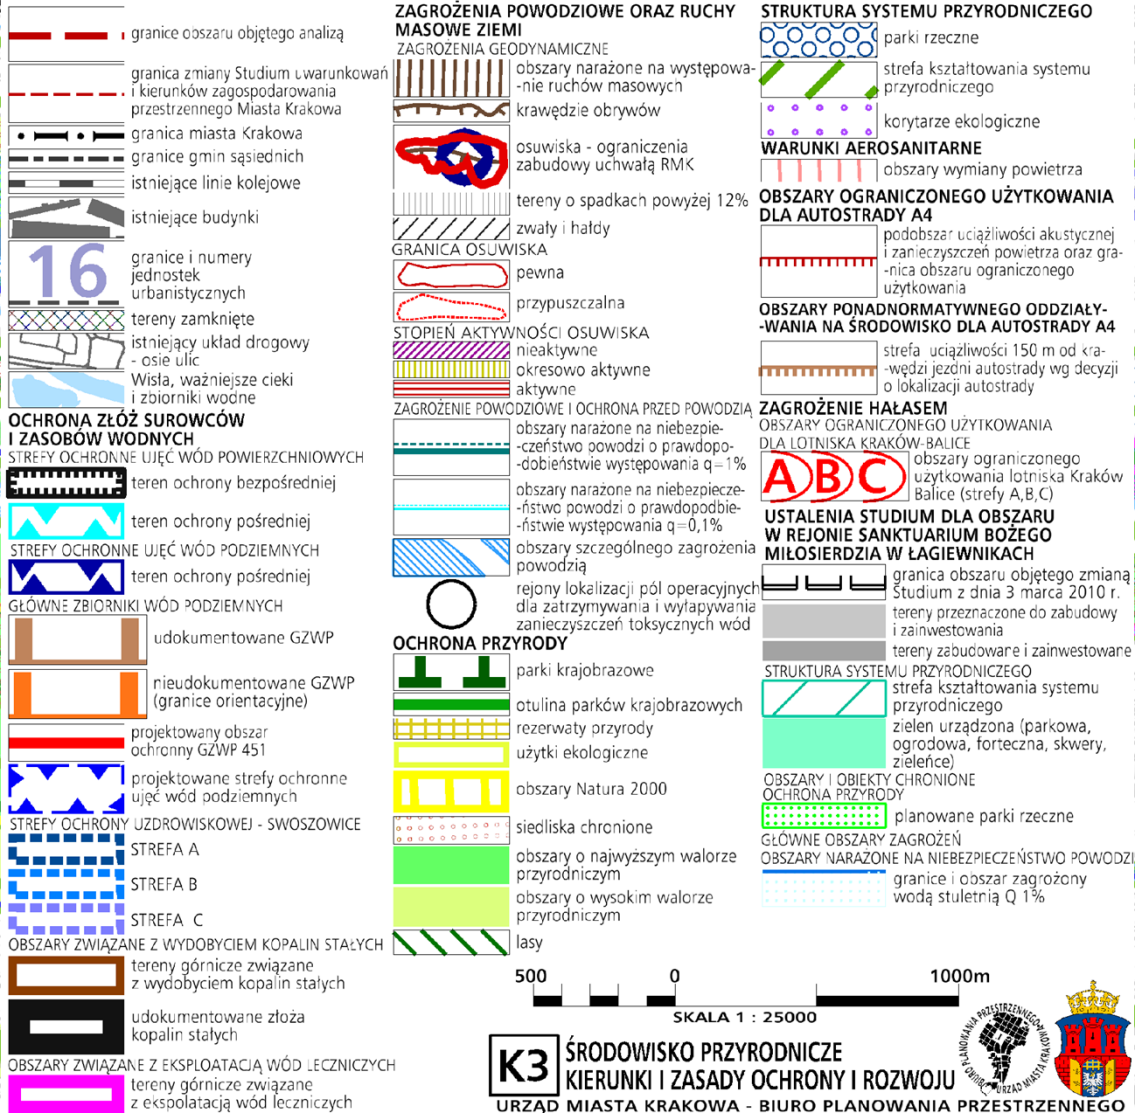 granice obszaru objętego analizą
granica zmiany Studium uwarunkowań
i kierunków zagospodarowania
przestrzennego Miasta Krakowa
granica miasta Krakowa
granice gmin sąsiednich
istniejące linie kolejowe
istniejące budynki
16
granice i numery
jednostek
urbanistycznych
tereny zamknięte
istniejący układ drogowy
- osie ulic
Wisła, ważniejsze cieki
i zbiorniki wodne
OCHRONA ZŁÓŻ SUROWCÓW
I ZASOBÓW WODNYCH
STREFY OCHRONNE UJĘĆ WÓD POWIERZCHNIOWYCH
teren ochrony bezpośredniej
teren ochrony pośredniej
STREFY OCHRONNE UJĘĆ WÓD PODZIEMNYCH
teren ochrony pośredniej
GŁÓWNE ZBIORNIKI WÓD PODZIEMNYCH
udokumentowane GZWP
nieudokumentowane GZWP
(granice orientacyjne)
projektowany obszar
ochronny GZWP 451
projektowane strefy ochronne
ujęć wód podziemnych
STREFY OCHRONY UZDROWISKOWEJ - SWOSZOWICE
STREFA A
STREFA B
STREFA C
OBSZARY ZWIĄZANE Z WYDOBYCIEM KOPALIN STAŁYCH
tereny górnicze związane
z wydobyciem kopalin stałych
udokumentowane złoża
kopalin stałych
OBSZARY ZWIĄZANE Z EKSPLOATACJĄ WÓD LECZNICZYCH
tereny górnicze związane
z ekspolatacją wód leczniczych
ZAGROŻENIA POWODZIOWE ORAZ RUCHY
MASOWE ZIEMI
ZAGROŻENIA GEODYNAMICZNE
obszary narażone na występowa-
-nie ruchów masowych
krawędzie obrywów
osuwiska - ograniczenia
zabudowy uchwałą RMK
tereny o spadkach powyżej 12%
zwały i hałdy
GRANICA OSUWISKA
pewna
przypuszczalna
STOPIEŃ AKTYWNOŚCI OSUWISKA
nieaktywne
okresowo aktywne
aktywne
ZAGROŻENIE POWODZIOWE I OCHRONA PRZED POWODZIĄ
obszary narażone na niebezpie-
-czeństwo powodzi o prawdopo-
-dobieństwie występowania q=1%
obszary narażone na niebezpiecze-
-ństwo powodzi o prawdopodbie-
-ństwie występowania q=0,1%
obszary szczególnego zagrożenia
powodzią
rejony lokalizacji pól operacyjnych
dla zatrzymywania i wyłapywania
zanieczyszczeń toksycznych wód
OCHRONA PRZYRODY
parki krajobrazowe
otulina parków krajobrazowych
rezerwaty przyrody
użytki ekologiczne
obszary Natura 2000
siedliska chronione
obszary o najwyższym walorze
przyrodniczym
obszary o wysokim walorze
przyrodniczym
lasy
STRUKTURA SYSTEMU PRZYRODNICZEGO
parki rzeczne
strefa kształtowania systemu
przyrodniczego
korytarze ekologiczne
WARUNKI AEROSANITARNE
obszary wymiany powietrza
OBSZARY OGRANICZONEGO UŻYTKOWANIA
DLA AUTOSTRADY A4
podobszar uciążliwości akustycznej
i zanieczyszczeń powietrza oraz gra-
-nica obszaru ograniczonego
użytkowania
OBSZARY PONADNORMATYWNEGO ODDZIAŁY-
-WANIA NA ŚRODOWISKO DLA AUTOSTRADY A4
strefa uciążliwości 150 m od kra-
-wędzi jezdni autostrady wg decyzji
o lokalizacji autostrady
ZAGROŻENIE HAŁASEM
OBSZARY OGRANICZONEGO UŻYTKOWANIA
DLA LOTNISKA KRAKÓW-BALICE
A B C
obszary ograniczonego
użytkowania lotniska Kraków
Balice (strefy A,B,C)
USTALENIA STUDIUM DLA OBSZARU
W REJONIE SANKTUARIUM BOŻEGO
MIŁOSIERDZIA W ŁAGIEWNIKACH
granica obszaru objętego zmianą
Studium z dnia 3 marca 2010 r.
tereny przeznaczone do zabudowy
i zainwestowania
tereny zabudowane i zainwestowane
STRUKTURA SYSTEMU PRZYRODNICZEGO
strefa kształtowania systemu
przyrodniczego
zielen urządzona (parkowa,
ogrodowa, forteczna, skwery,
zieleńce)
OBSZARY I OBIEKTY CHRONIONE
OCHRONA PRZYRODY
planowane parki rzeczne
GŁÓWNE OBSZARY ZAGROŻEŃ
OBSZARY NARAŻONE NA NIEBEZPIECZEŃSTWO POWODZI
granice i obszar zagrożony
wodą stuletnią Q 1%
500 0 1000m
SKALA 1 : 25000
K3
ŚRODOWISKO PRZYRODNICZE
KIERUNKI I ZASADY OCHRONY I ROZWOJU
URZĄD MIASTA KRAKOWA - BIURO PLANOWANIA PRZESTRZENNEGO